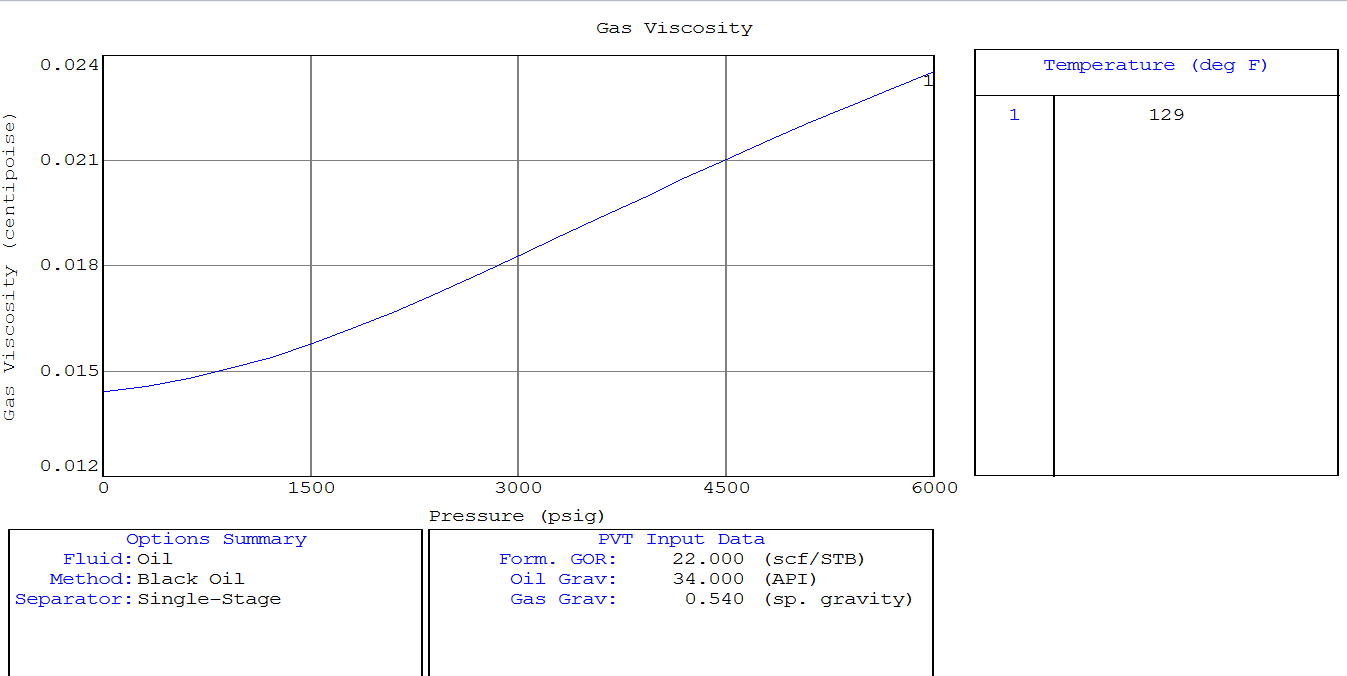 Gas Viscosity
Gas Viscosity (centipoise)
0.024
0.021
0.018
0.015
0.012
1
0 1500 3000 4500 6000
Pressure (psig)
Temperature (deg F)
1 129
Options Summary
Fluid: Oil
Method: Black Oil
Separator: Single-Stage
PVT Input Data
Form. GOR: 22.000 (scf/STB)
Oil Grav: 34.000 (API)
Gas Grav: 0.540 (sp. gravity)